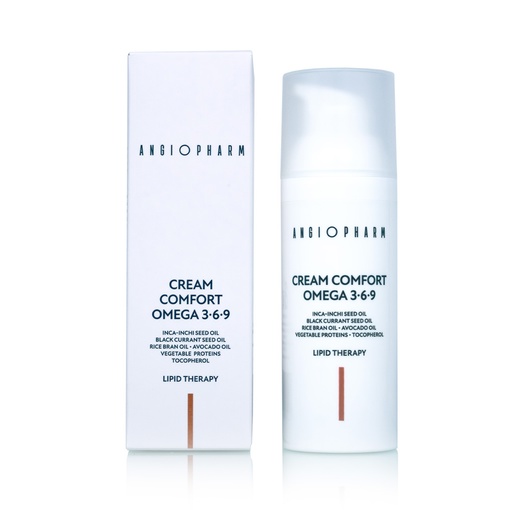 ANGIOPHARM
CREAM
COMFORT
OMEGA 3•6•9
INCA-INCHI SEED OIL
BLACK CURRANT SEED OIL
RICE BRAN OIL • AVOCADO OIL
VEGETABLE PROTEINS
TOCOPHEROL
LIPID THERAPY
ANGIOPHARM
CREAM COMFORT
OMEGA 3•6•9
INCA-INCHI SEED OIL
BLACK CURRANT SEED OIL
RICE BRAN OIL • AVOCADO OIL
VEGETABLE PROTEINS • TOCOPHEROL
LIPID THERAPY